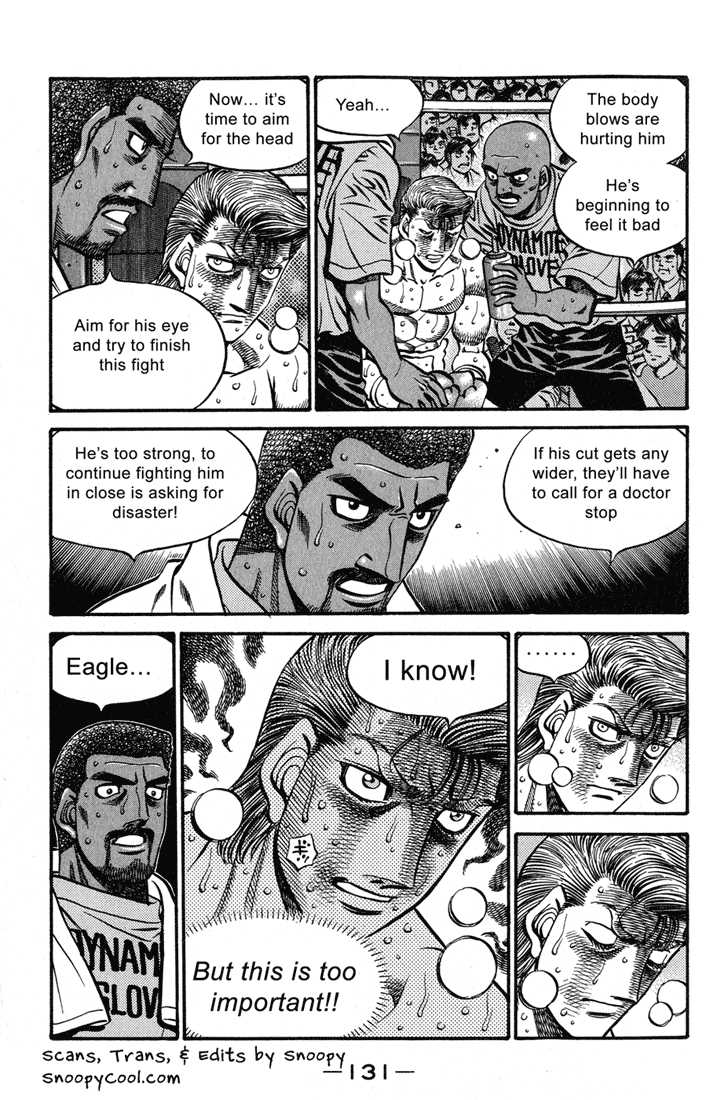 The body
blows are
hurting him
He's
beginning to
feel it bad
Yeah...
DYNAMITE
GLOVE
Now... it's
time to aim
for the head
Aim for his eye
and try to finish
this fight
If his cut gets any
wider, they'll have
to call for a doctor
stop
He's too strong, to
continue fighting him
in close is asking for
disaster!
......
I know!
ギッ
But this is too
important!!
Eagle...
DYNAM
GLOV
Scans, Trans, & Edits by Snoopy
snoopyCool.com
—131—